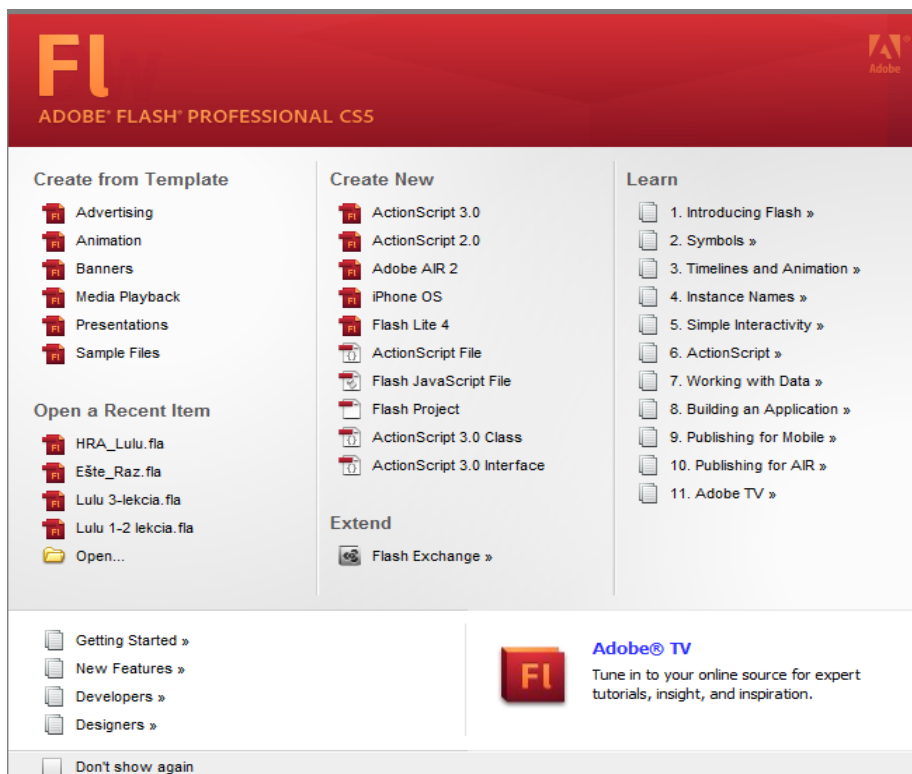 Fl
Adobe
ADOBE® FLASH® PROFESSIONAL CS5
Create from Template
Advertising
Animation
Banners
Media Playback
Presentations
Sample Files
Open a Recent Item
HRA_Lulu.fla
Ešte_Raz.fla
Lulu 3-lekcia.fla
Lulu 1-2 lekcia.fla
Open...
Create New
ActionScript 3.0
ActionScript 2.0
Adobe AIR 2
iPhone OS
Flash Lite 4
ActionScript File
Flash JavaScript File
Flash Project
ActionScript 3.0 Class
ActionScript 3.0 Interface
Extend
Flash Exchange »
Learn
1. Introducing Flash »
2. Symbols »
3. Timelines and Animation »
4. Instance Names »
5. Simple Interactivity »
6. ActionScript »
7. Working with Data »
8. Building an Application »
9. Publishing for Mobile »
10. Publishing for AIR »
11. Adobe TV »
Getting Started »
New Features »
Developers »
Designers »
Fl
Adobe® TV
Tune in to your online source for expert
tutorials, insight, and inspiration.
Don't show again